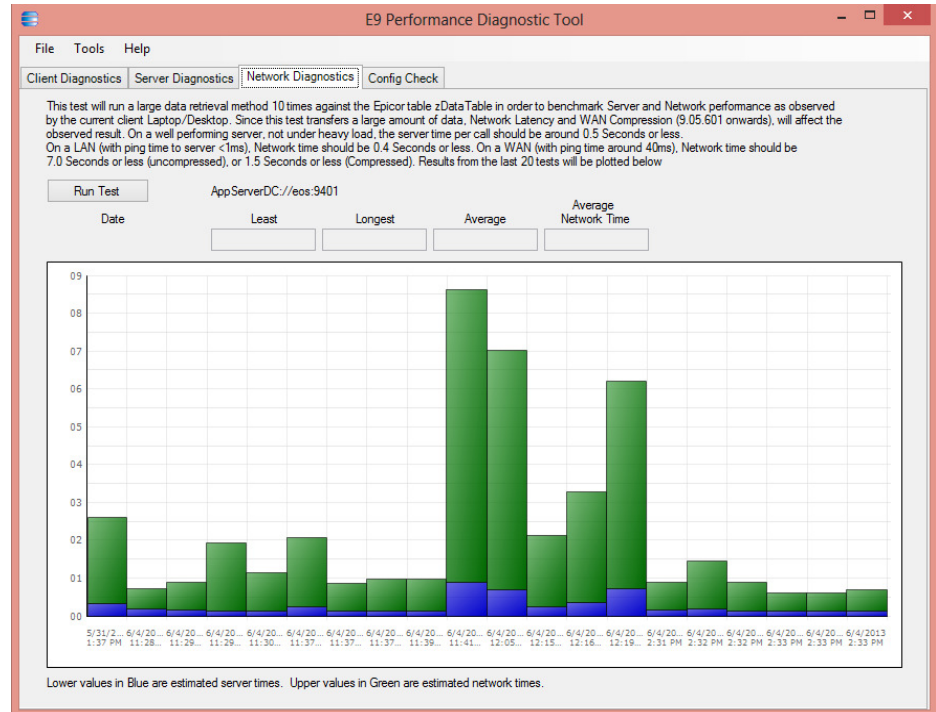 E9 Performance Diagnostic Tool
File Tools Help
Client Diagnostics Server Diagnostics Network Diagnostics Config Check
This test will run a large data retrieval method 10 times against the Epicor table zDataTable in order to benchmark Server and Network performance as observed
by the current client Laptop/Desktop. Since this test transfers a large amount of data, Network Latency and WAN Compression (9.05.601 onwards), will affect the
observed result. On a well performing server, not under heavy load, the server time per call should be around 0.5 Seconds or less.
On a LAN (with ping time to server <1ms), Network time should be 0.4 Seconds or less. On a WAN (with ping time around 40ms), Network time should be
7.0 Seconds or less (uncompressed), or 1.5 Seconds or less (Compressed). Results from the last 20 tests will be plotted below
Run Test AppServerDC://eos:9401
Date Least Longest Average Average
Network Time
09
08
07
06
05
04
03
02
01
00
5/31/2... 6/4/20... 6/4/20... 6/4/20... 6/4/20... 6/4/20... 6/4/20... 6/4/20... 6/4/20... 6/4/20... 6/4/20... 6/4/20... 6/4/20... 6/4/20... 6/4/20... 6/4/20... 6/4/20... 6/4/20... 6/4/20... 6/4/2013
1:37 PM 11:28... 11:29... 11:29... 11:30... 11:37... 11:37... 11:37... 11:39... 11:41... 12:05... 12:15... 12:16... 12:19... 2:31 PM 2:32 PM 2:32 PM 2:33 PM 2:33 PM 2:33 PM
Lower values in Blue are estimated server times. Upper values in Green are estimated network times.